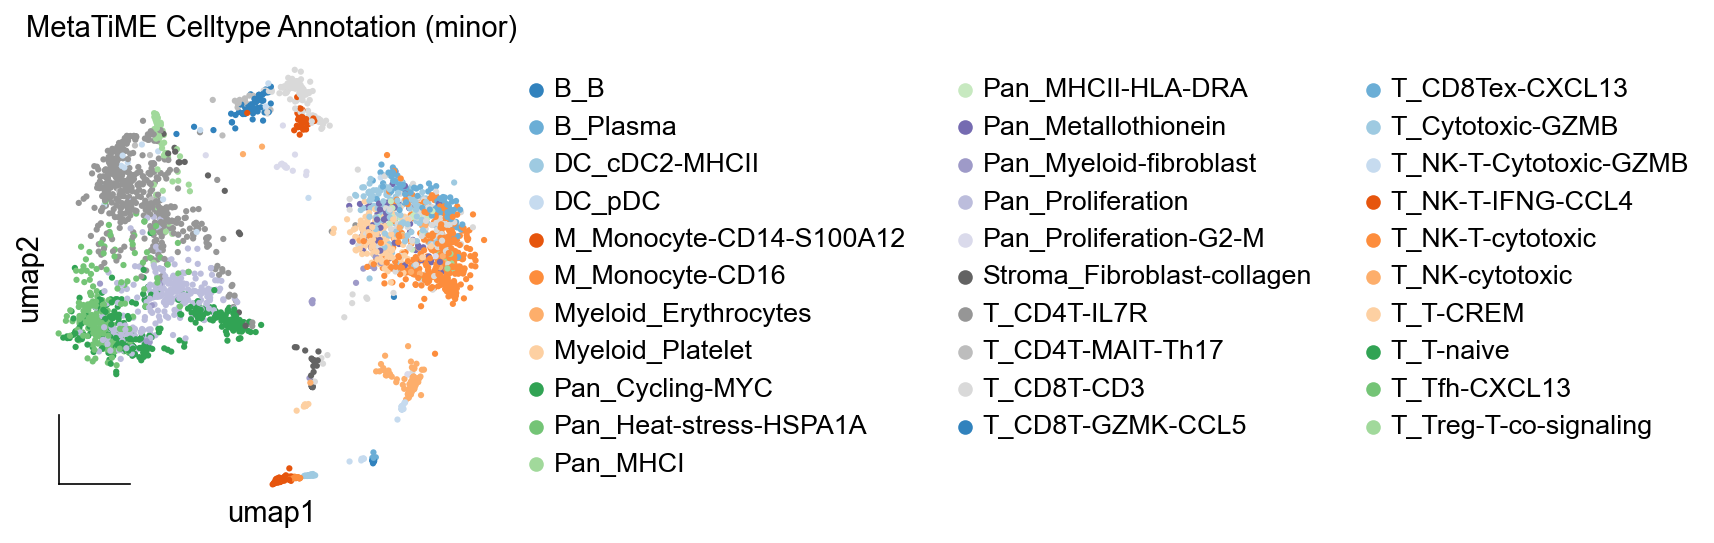 MetaTiME Celltype Annotation (minor)
umap2
umap1
B_B
B_Plasma
DC_cDC2-MHCII
DC_pDC
M_Monocyte-CD14-S100A12
M_Monocyte-CD16
Myeloid_Erythrocytes
Myeloid_Platelet
Pan_Cycling-MYC
Pan_Heat-stress-HSPA1A
Pan_MHCI
Pan_MHCII-HLA-DRA
Pan_Metallothionein
Pan_Myeloid-fibroblast
Pan_Proliferation
Pan_Proliferation-G2-M
Stroma_Fibroblast-collagen
T_CD4T-IL7R
T_CD4T-MAIT-Th17
T_CD8T-CD3
T_CD8T-GZMK-CCL5
T_CD8Tex-CXCL13
T_Cytotoxic-GZMB
T_NK-T-Cytotoxic-GZMB
T_NK-T-IFNG-CCL4
T_NK-T-cytotoxic
T_NK-cytotoxic
T_T-CREM
T_T-naive
T_Tfh-CXCL13
T_Treg-T-co-signaling